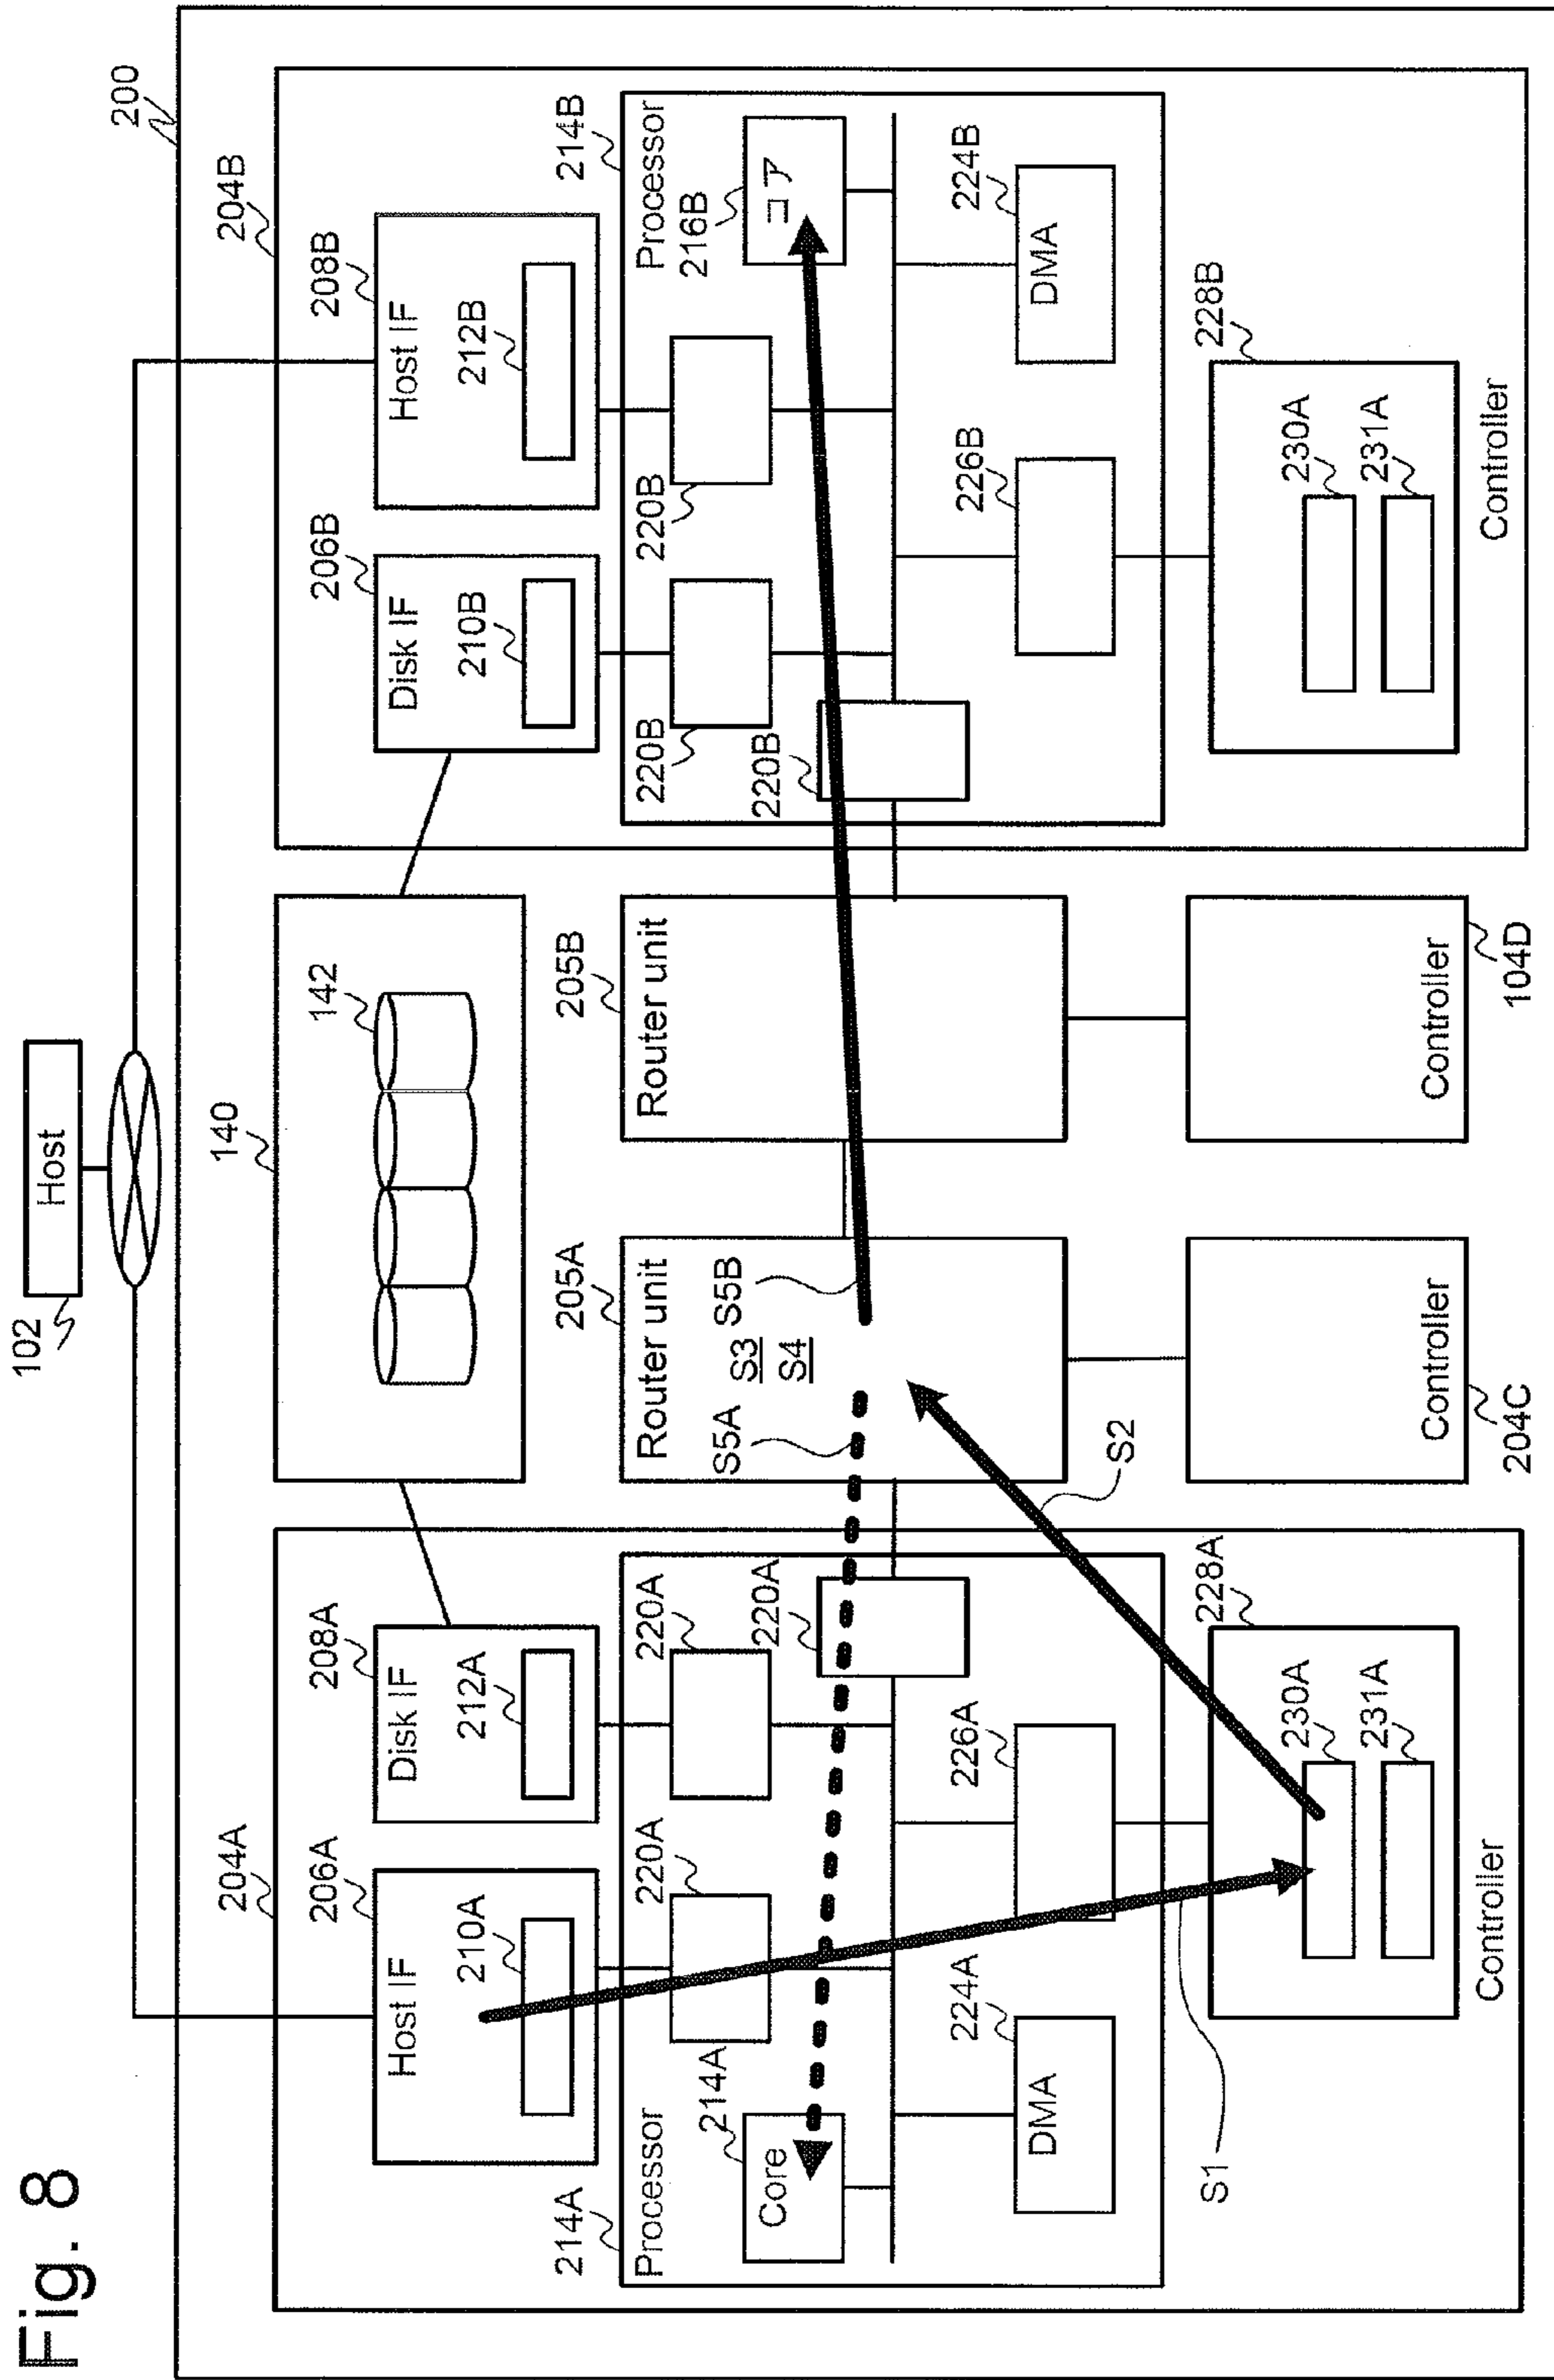 Fig. 8
Host
102
200
204A
140
204B
206A
Host IF
210A
208A
Disk IF
212A
142
206B
Disk IF
210B
208B
Host IF
212B
214A
Processor
214A
Core
220A
220A
220A
224A
DMA
226A
205A
Router unit
S5A
S3
S4
S5B
205B
Router unit
220B
220B
220B
214B
Processor
216B
コア
226B
224B
DMA
S1
S2
228A
230A
231A
Controller
Controller
204C
Controller
104D
228B
230A
231A
Controller